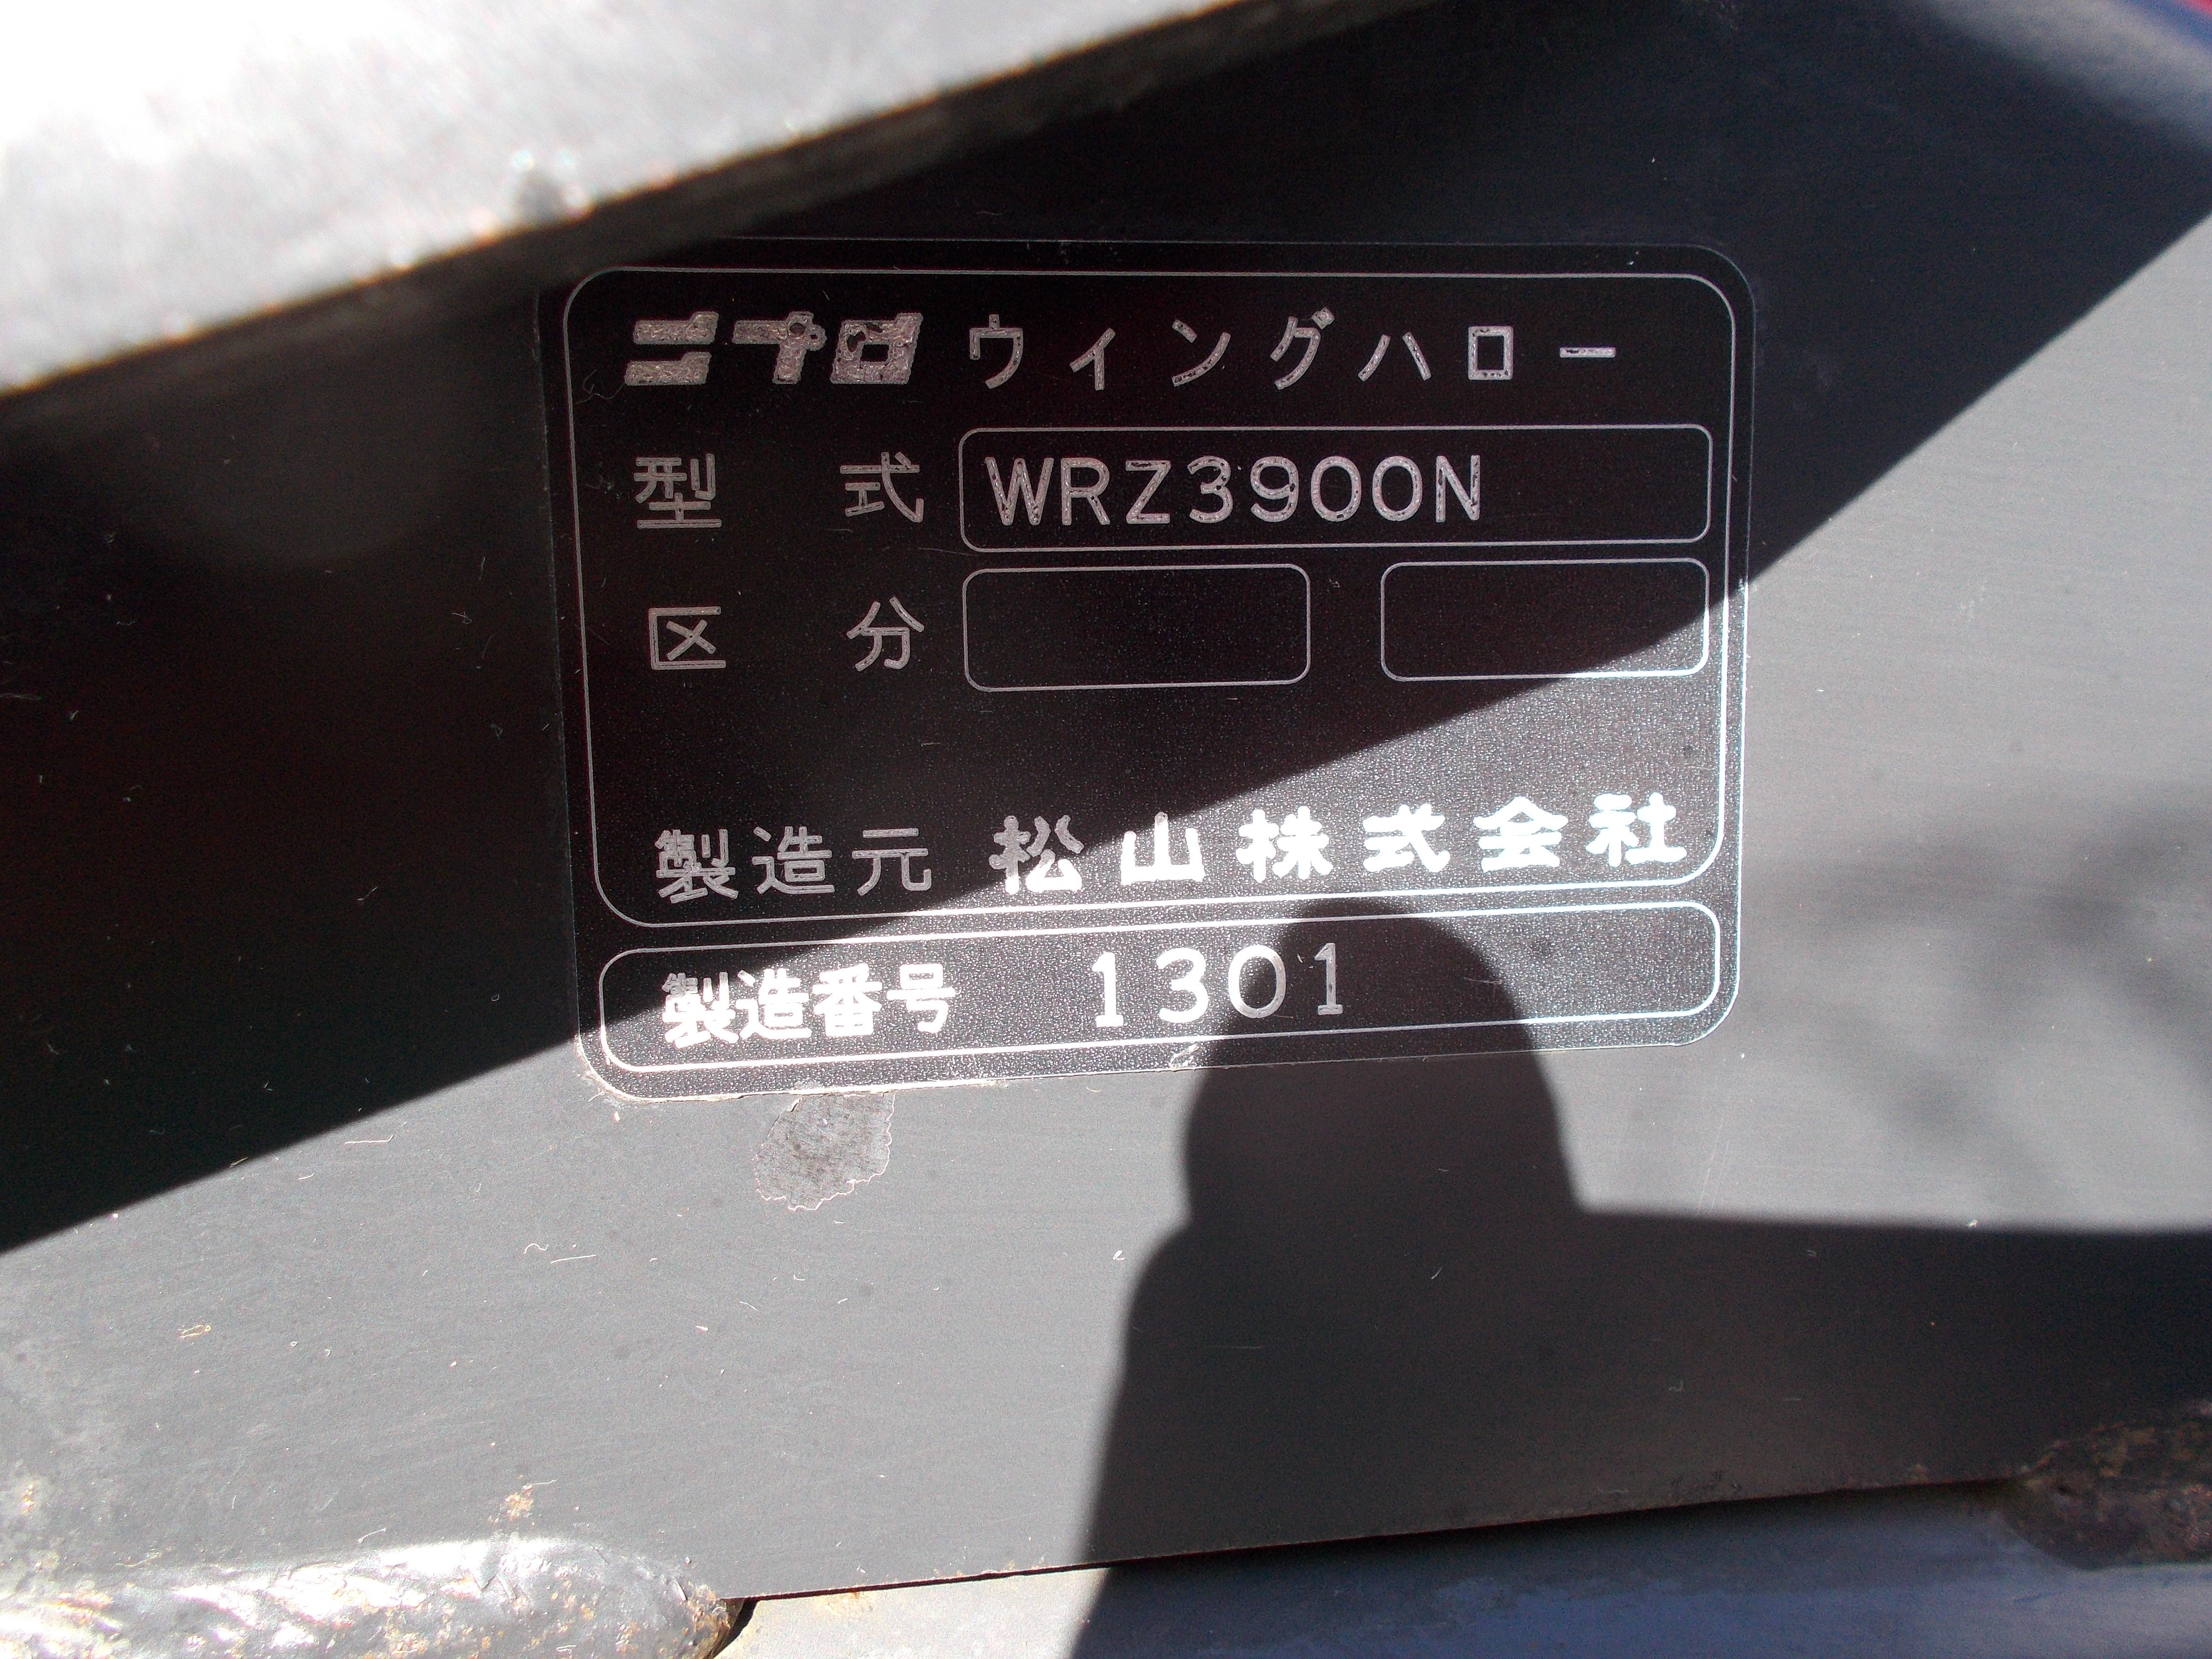 ニプロ ウィングハロー
型式 WRZ3900N
区分
製造元 松山株式会社
製造番号 1301